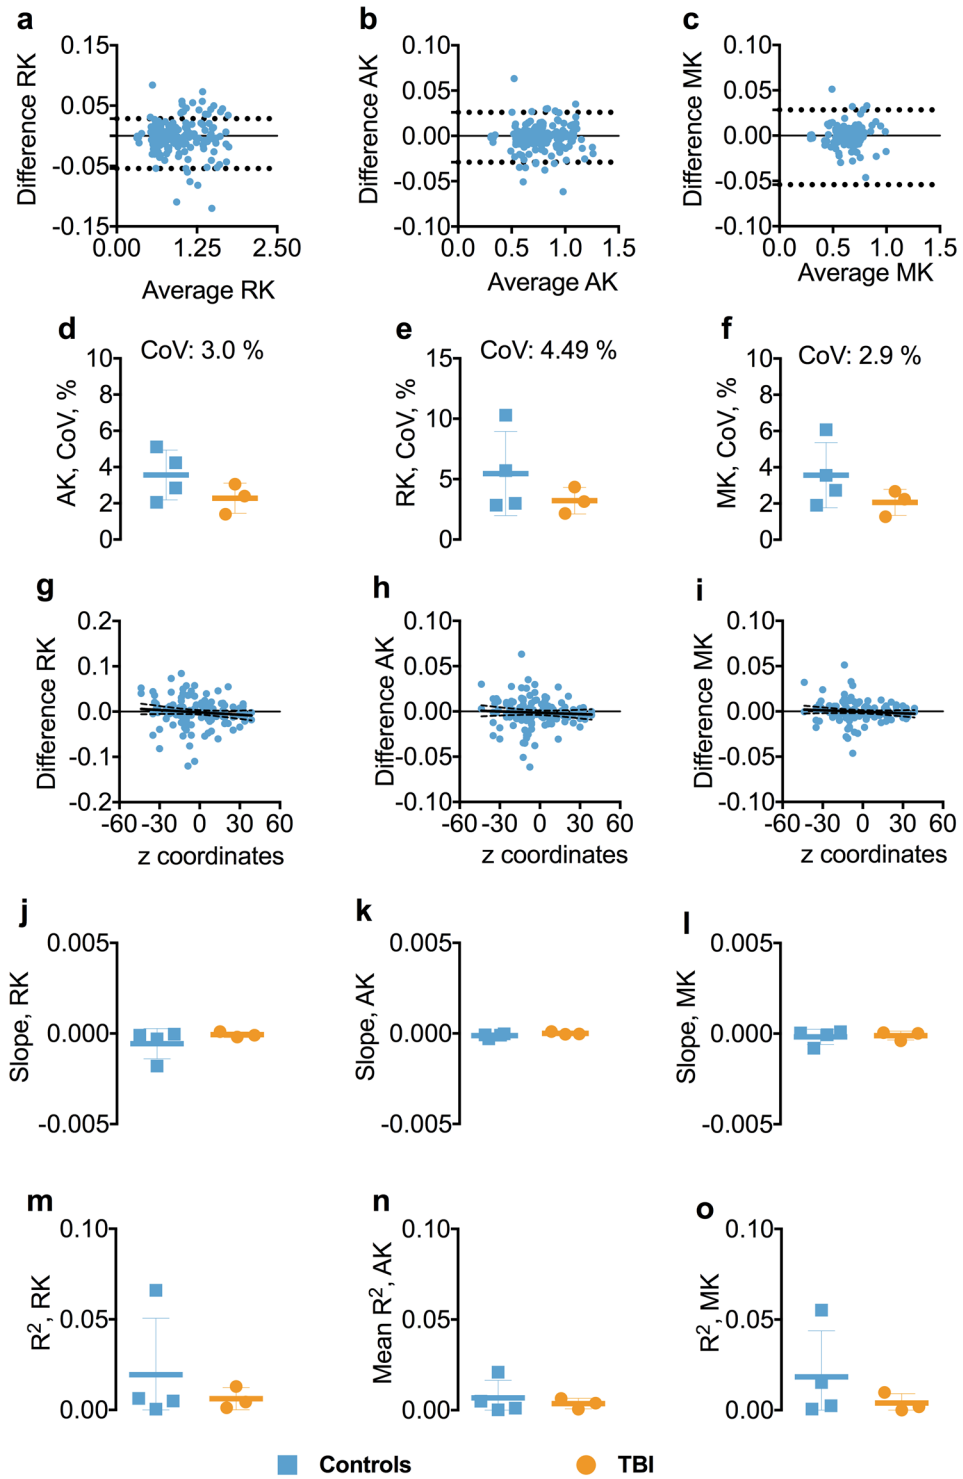 a
0.15
0.05
-0.05
-0.15
Difference RK
0.00
1.25
2.50
Average RK
b
0.10
0.05
0.00
-0.05
-0.10
Difference AK
0.0
0.5
1.0
1.5
Average AK
c
0.10
0.05
0.00
-0.05
-0.10
Difference MK
0.0
0.5
1.0
1.5
Average MK
d
CoV: 3.0 %
10
8
6
4
2
0
AK, CoV, %
e
CoV: 4.49 %
15
10
5
0
RK, CoV, %
f
CoV: 2.9 %
10
8
6
4
2
0
MK, CoV, %
g
0.2
0.1
0.0
-0.1
-0.2
Difference RK
-60
-30
0
30
60
z coordinates
h
0.10
0.05
0.00
-0.05
-0.10
Difference AK
-60
-30
0
30
60
z coordinates
i
0.10
0.05
0.00
-0.05
-0.10
Difference MK
-60
-30
0
30
60
z coordinates
j
0.005
0.000
-0.005
Slope, RK
k
0.005
0.000
-0.005
Slope, AK
l
0.005
0.000
-0.005
Slope, MK
m
0.10
0.05
0.00
R², RK
n
0.10
0.05
0.00
Mean R², AK
o
0.10
0.05
0.00
R², MK
Controls
TBI